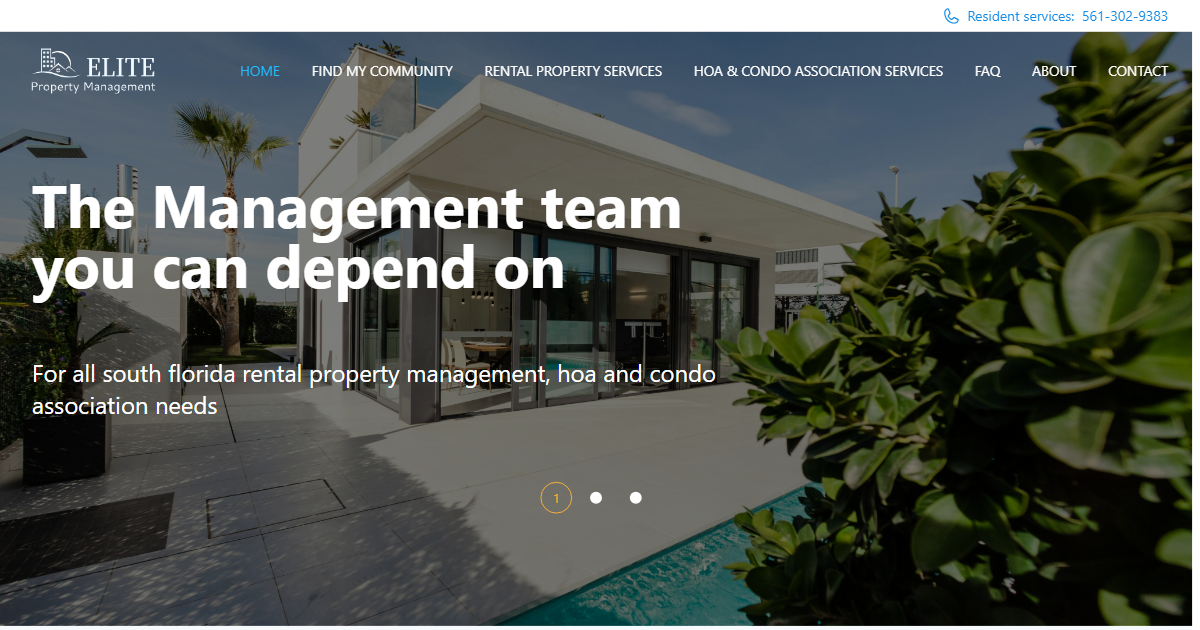 Resident services: 561-302-9383
ELITE
Property Management
HOME FIND MY COMMUNITY RENTAL PROPERTY SERVICES HOA & CONDO ASSOCIATION SERVICES FAQ ABOUT CONTACT
The Management team
you can depend on
For all south florida rental property management, hoa and condo
association needs
1